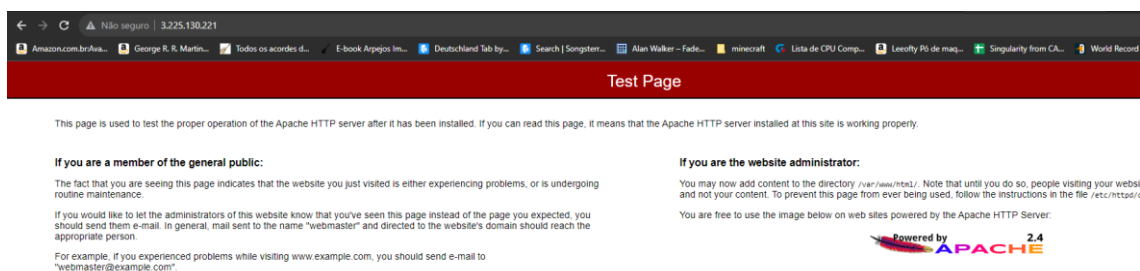 Não seguro | 3.225.130.221
Amazon.com.br:Ava... George R. R. Martin... Todos os acordes d... E-book Arpejos Im... Deutschland Tab by... Search | Songsterr... Alan Walker – Fade... minecraft Lista de CPU Comp... Leeofty Pó de maq... Singularity from CA... World Record
Test Page
This page is used to test the proper operation of the Apache HTTP server after it has been installed. If you can read this page, it means that the Apache HTTP server installed at this site is working properly.
If you are a member of the general public:
The fact that you are seeing this page indicates that the website you just visited is either experiencing problems, or is undergoing
routine maintenance.
If you would like to let the administrators of this website know that you've seen this page instead of the page you expected, you
should send them e-mail. In general, mail sent to the name "webmaster" and directed to the website's domain should reach the
appropriate person.
For example, if you experienced problems while visiting www.example.com, you should send e-mail to
"webmaster@example.com".
If you are the website administrator:
You may now add content to the directory /var/www/html/. Note that until you do so, people visiting your websi
and not your content. To prevent this page from ever being used, follow the instructions in the file /etc/httpd/c
You are free to use the image below on web sites powered by the Apache HTTP Server:
Powered by 2.4
APACHE